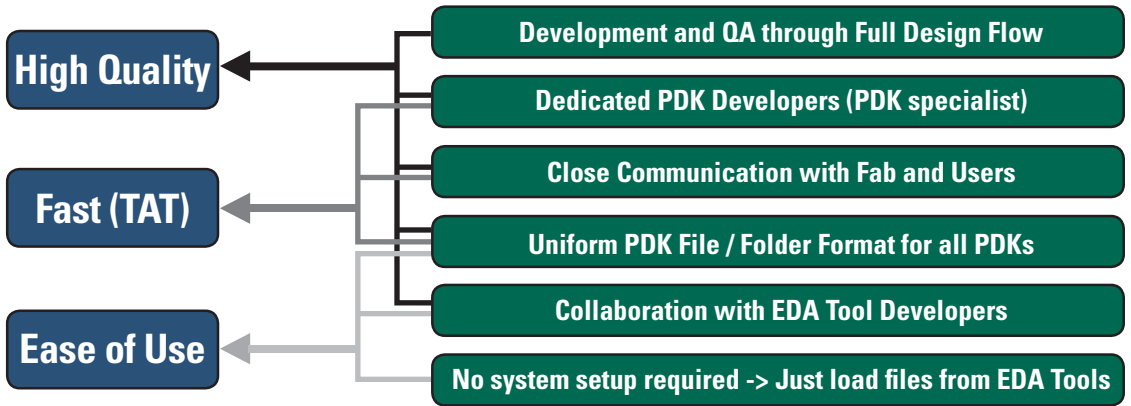 High Quality
Fast (TAT)
Ease of Use
Development and QA through Full Design Flow
Dedicated PDK Developers (PDK specialist)
Close Communication with Fab and Users
Uniform PDK File / Folder Format for all PDKs
Collaboration with EDA Tool Developers
No system setup required -> Just load files from EDA Tools